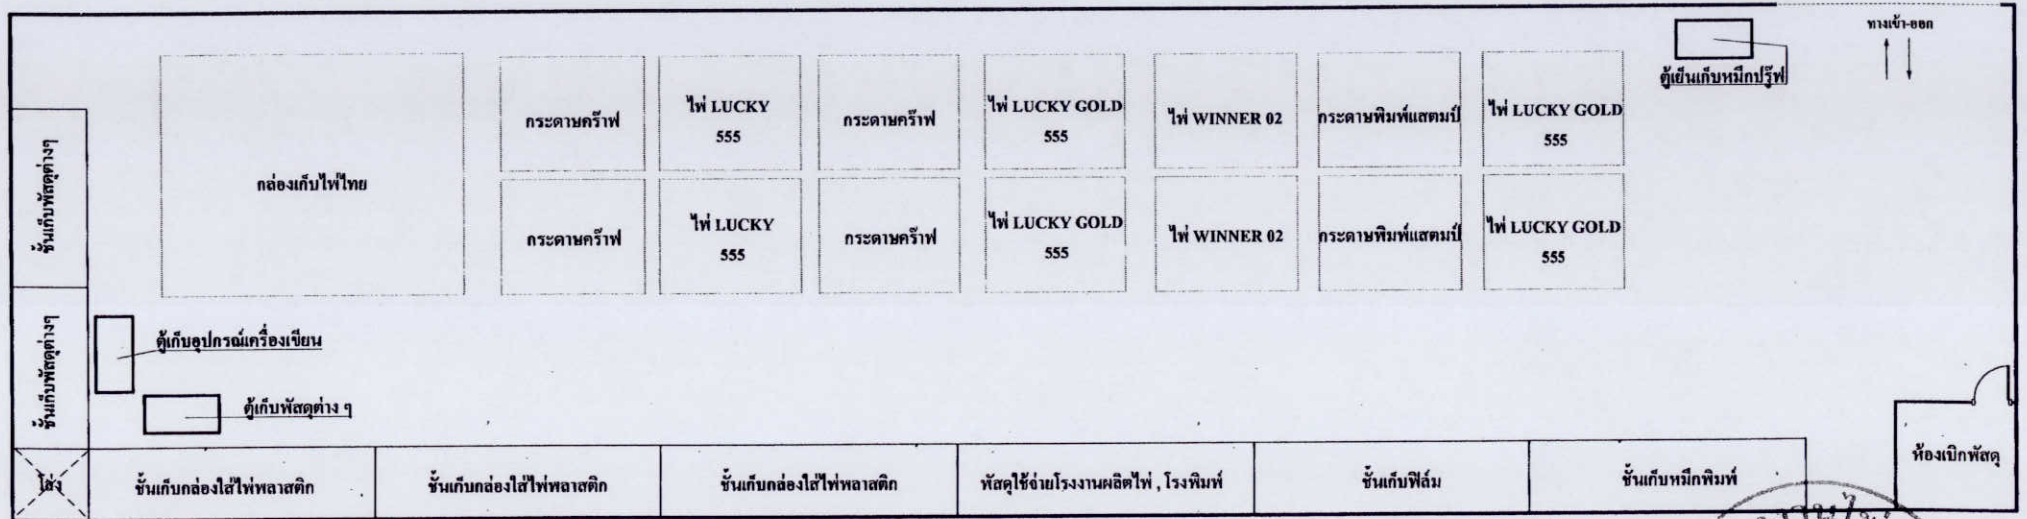 ทางเข้า-ออก
ตู้เย็นเก็บหมึกปรู๊ฟ
กระดาษคร๊าฟ
ไพ่ LUCKY
555
กระดาษคร๊าฟ
ไพ่ LUCKY GOLD
555
ไพ่ WINNER 02
กระดาษพิมพ์แสตมป์
ไพ่ LUCKY GOLD
555
กล่องเก็บไพ่ไทย
กระดาษคร๊าฟ
ไพ่ LUCKY
555
กระดาษคร๊าฟ
ไพ่ LUCKY GOLD
555
ไพ่ WINNER 02
กระดาษพิมพ์แสตมป์
ไพ่ LUCKY GOLD
555
ชั้นเก็บพัสดุต่างๆ
ชั้นเก็บพัสดุต่างๆ
ตู้เก็บอุปกรณ์เครื่องเขียน
ตู้เก็บพัสดุต่าง ๆ
โล่ง
ชั้นเก็บกล่องใส่ไพ่พลาสติก
ชั้นเก็บกล่องใส่ไพ่พลาสติก
ชั้นเก็บกล่องใส่ไพ่พลาสติก
พัสดุใช้จ่ายโรงงานผลิตไพ่ , โรงพิมพ์
ชั้นเก็บฟิล์ม
ชั้นเก็บหมึกพิมพ์
ห้องเบิกพัสดุ